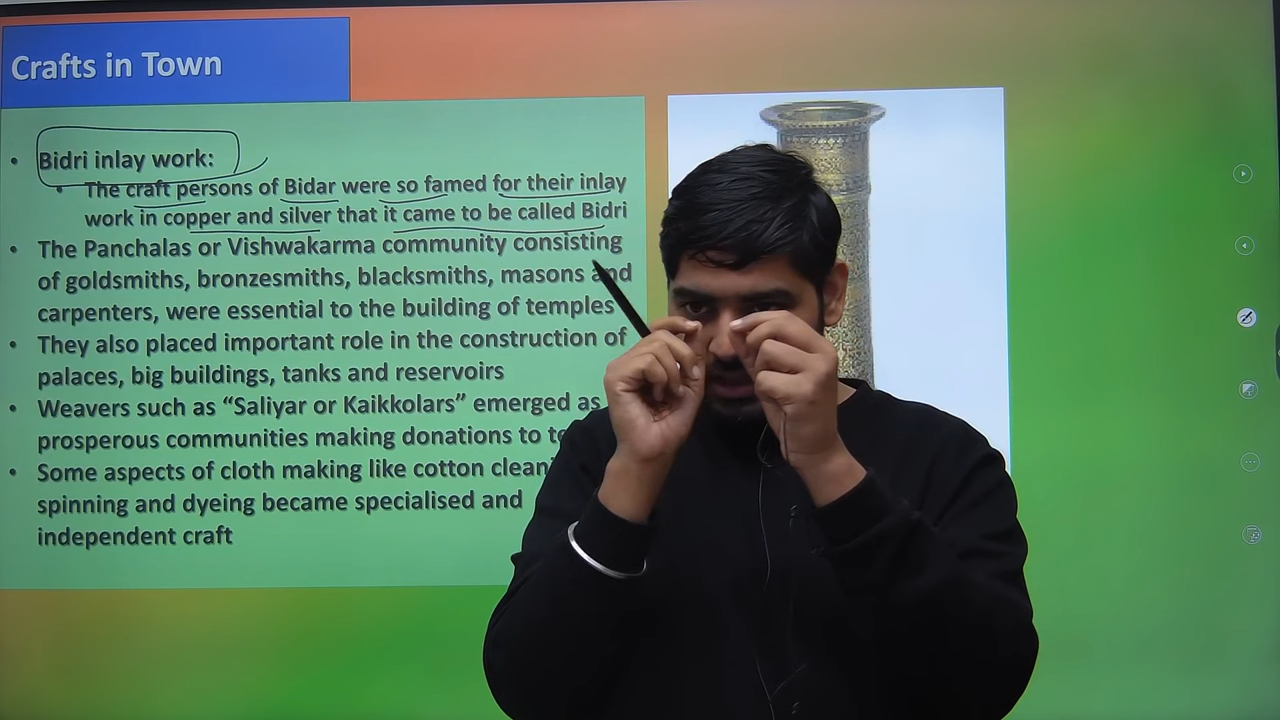 Crafts in Town
• Bidri inlay work:
• The craft persons of Bidar were so famed for their inlay
work in copper and silver that it came to be called Bidri
• The Panchalas or Vishwakarma community consisting
of goldsmiths, bronzesmiths, blacksmiths, masons and
carpenters, were essential to the building of temples
• They also placed important role in the construction of
palaces, big buildings, tanks and reservoirs
• Weavers such as “Saliyar or Kaikkolars” emerged as
prosperous communities making donations to
• Some aspects of cloth making like cotton
spinning and dyeing became specialised and
independent craft